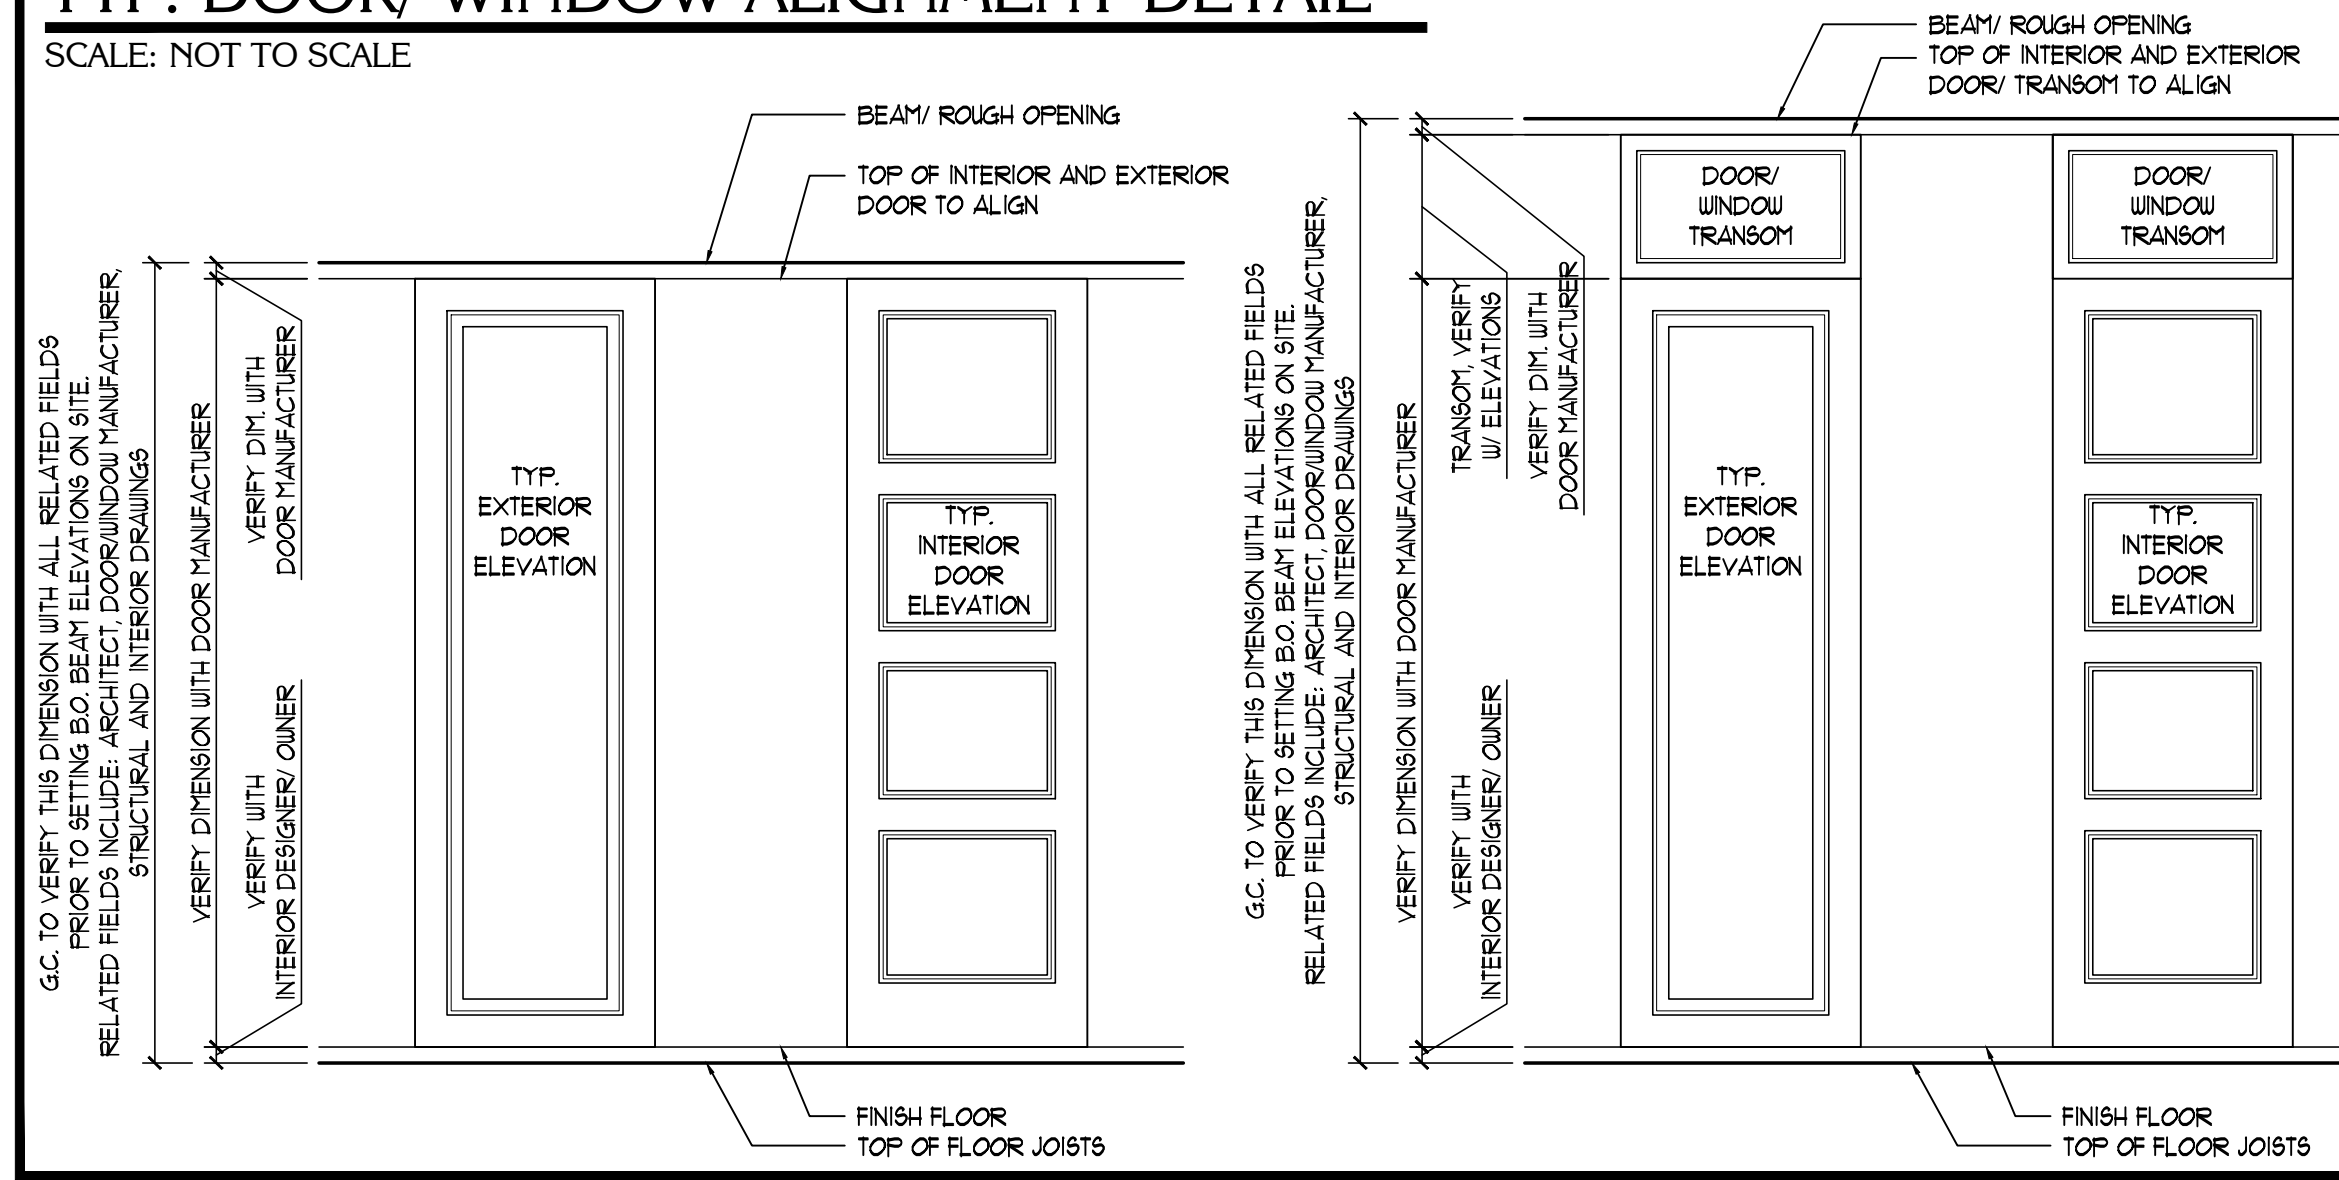 TYP. DOOR/ WINDOW ALIGNMENT DETAIL
SCALE: NOT TO SCALE
BEAM/ ROUGH OPENING
TOP OF INTERIOR AND EXTERIOR
DOOR TO ALIGN
G.C. TO VERIFY THIS DIMENSION WITH ALL RELATED FIELDS
PRIOR TO SETTING B.O. BEAM ELEVATIONS ON SITE.
RELATED FIELDS INCLUDE: ARCHITECT, DOOR/WINDOW MANUFACTURER,
STRUCTURAL AND INTERIOR DRAWINGS
VERIFY DIMENSION WITH DOOR MANUFACTURER
VERIFY DIM. WITH
DOOR MANUFACTURER
VERIFY WITH
INTERIOR DESIGNER/ OWNER
TYP.
EXTERIOR
DOOR
ELEVATION
TYP.
INTERIOR
DOOR
ELEVATION
FINISH FLOOR
TOP OF FLOOR JOISTS
BEAM/ ROUGH OPENING
TOP OF INTERIOR AND EXTERIOR
DOOR/ TRANSOM TO ALIGN
G.C. TO VERIFY THIS DIMENSION WITH ALL RELATED FIELDS
PRIOR TO SETTING B.O. BEAM ELEVATIONS ON SITE.
RELATED FIELDS INCLUDE: ARCHITECT, DOOR/WINDOW MANUFACTURER,
STRUCTURAL AND INTERIOR DRAWINGS
VERIFY DIMENSION WITH DOOR MANUFACTURER
TRANSOM, VERIFY
W/ ELEVATIONS
VERIFY DIM. WITH
DOOR MANUFACTURER
VERIFY WITH
INTERIOR DESIGNER/ OWNER
DOOR/
WINDOW
TRANSOM
DOOR/
WINDOW
TRANSOM
TYP.
EXTERIOR
DOOR
ELEVATION
TYP.
INTERIOR
DOOR
ELEVATION
FINISH FLOOR
TOP OF FLOOR JOISTS